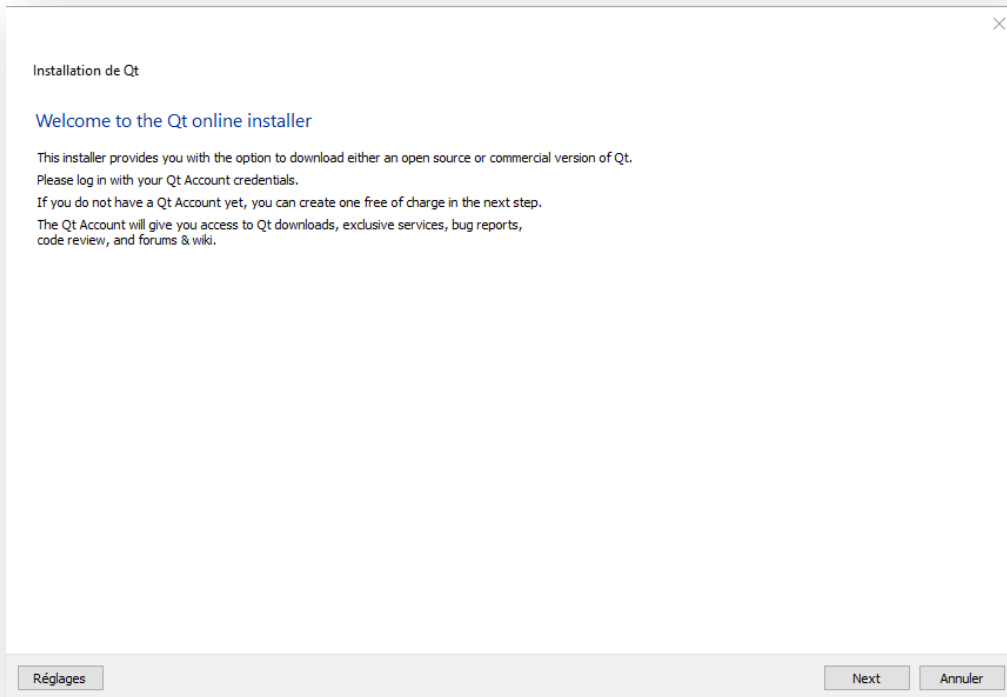 Installation de Qt
Welcome to the Qt online installer
This installer provides you with the option to download either an open source or commercial version of Qt.
Please log in with your Qt Account credentials.
If you do not have a Qt Account yet, you can create one free of charge in the next step.
The Qt Account will give you access to Qt downloads, exclusive services, bug reports,
code review, and forums & wiki.
Réglages
Next
Annuler